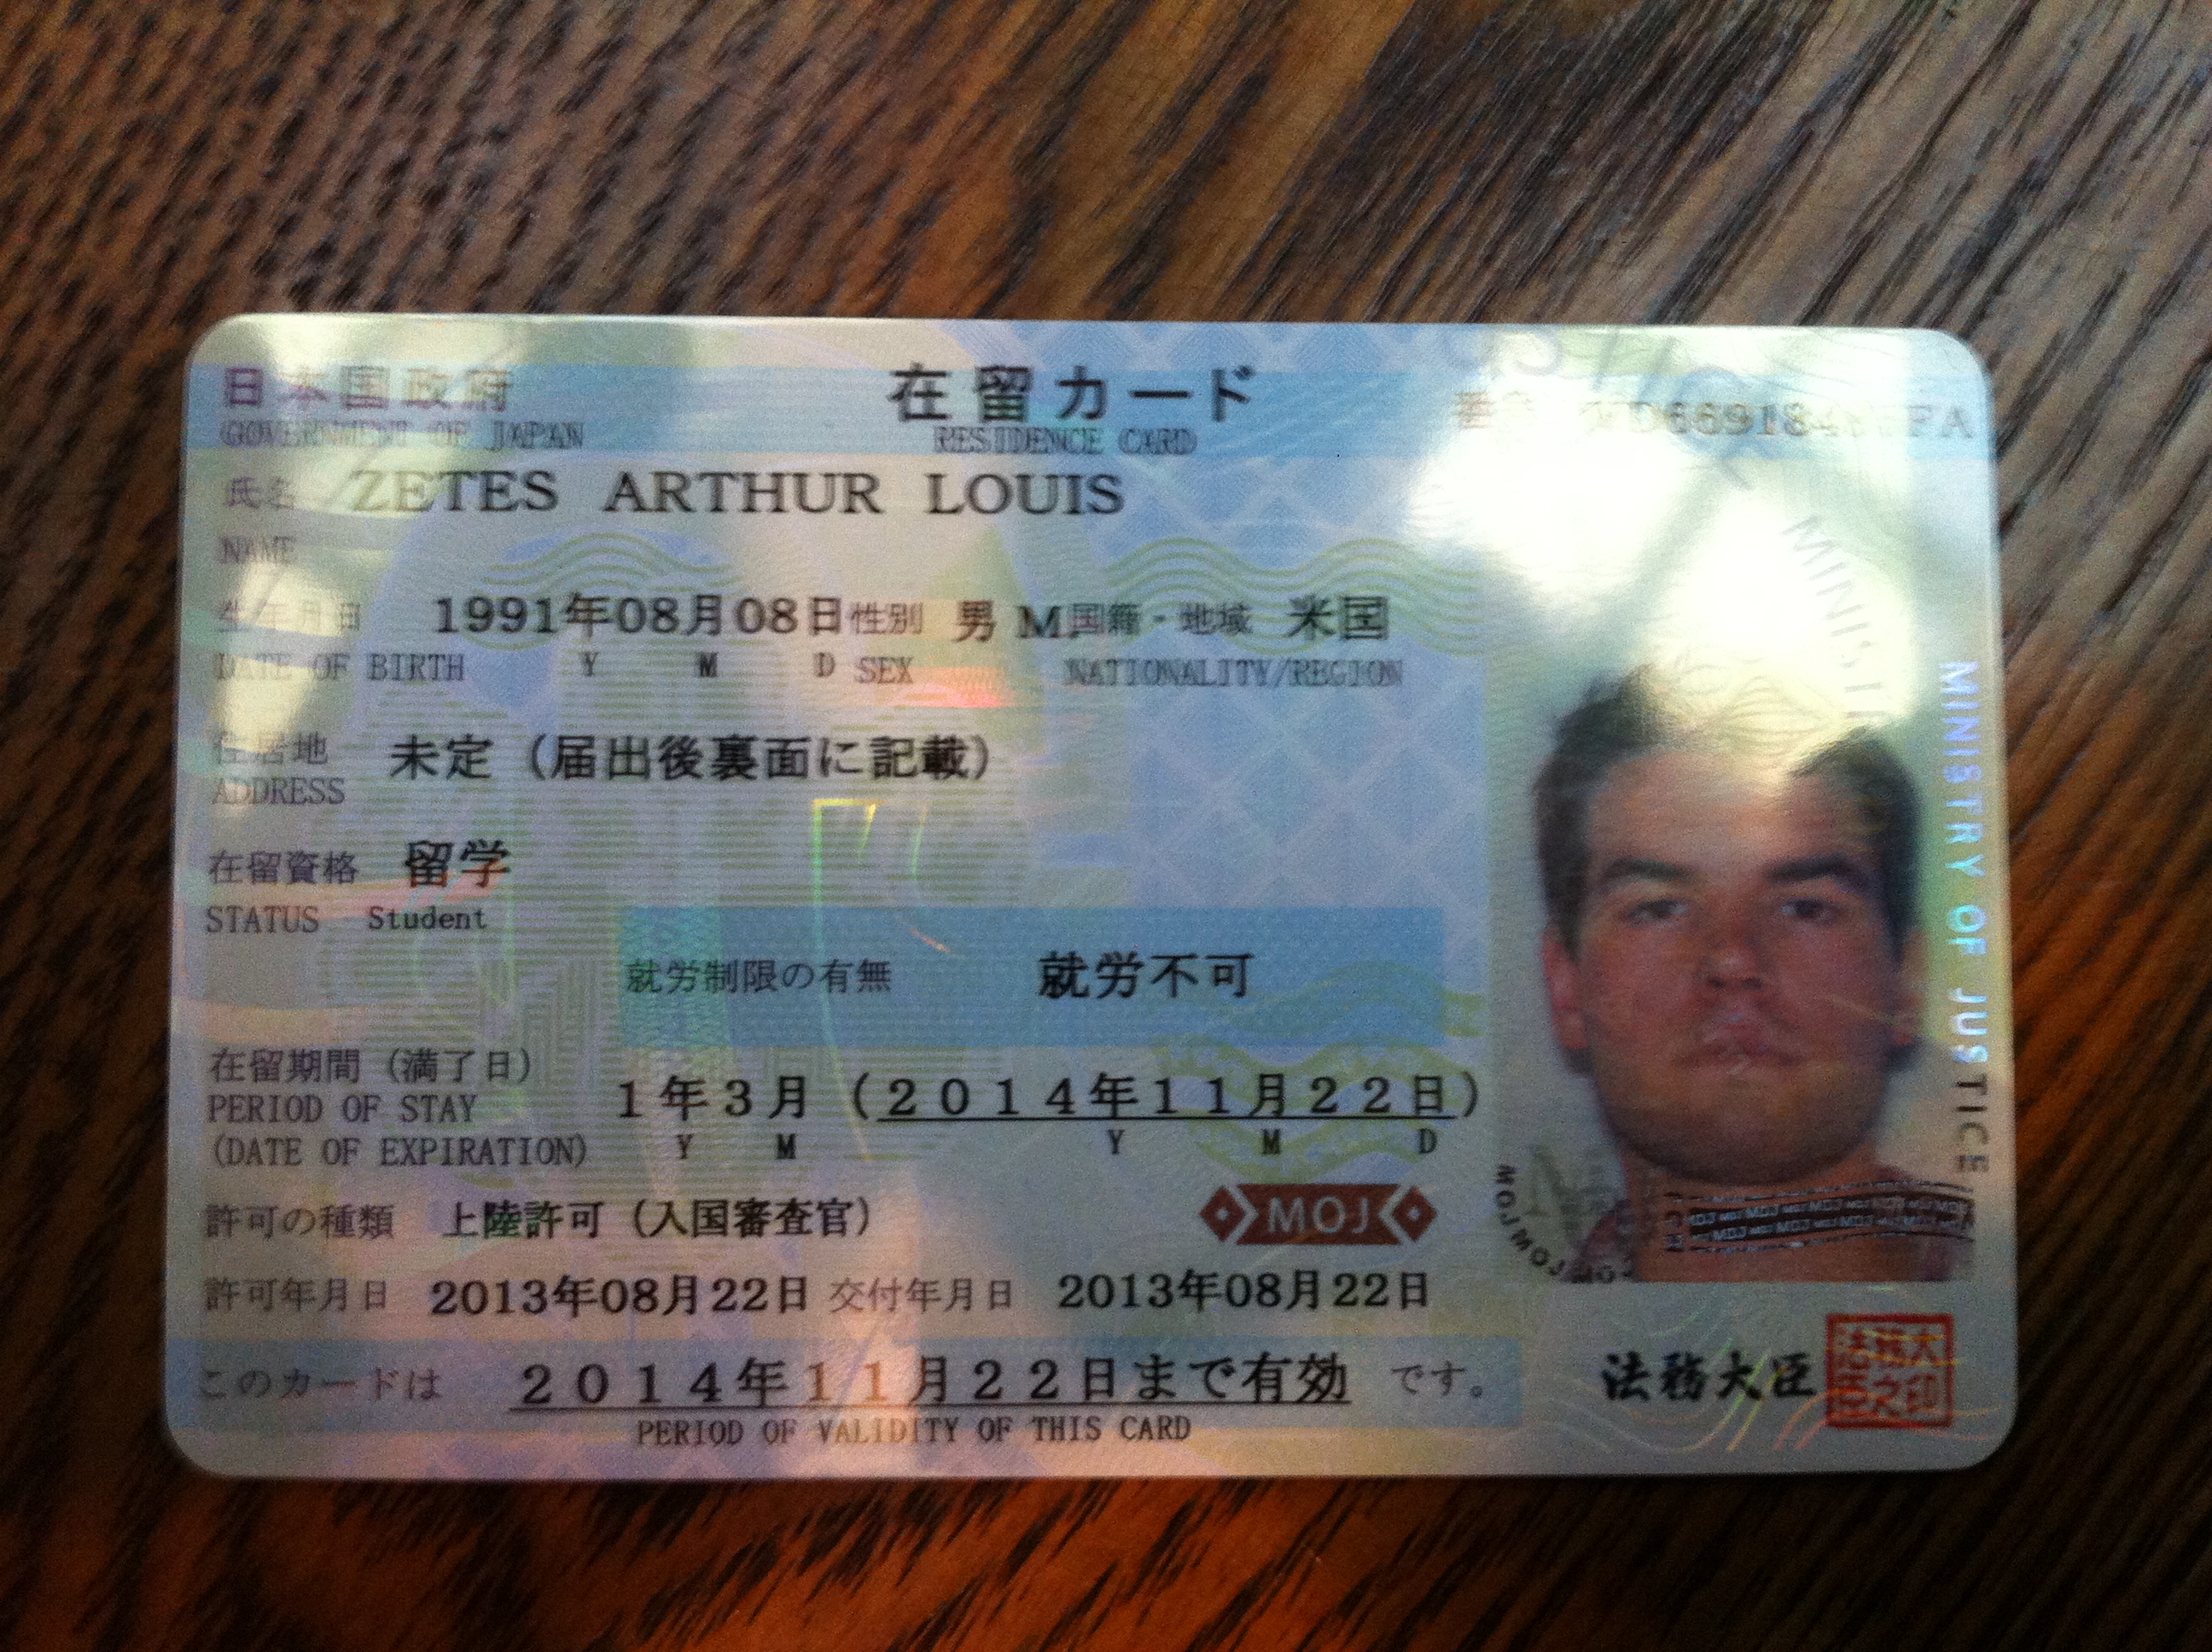 日本国政府 在留カード 番号
GOVERNMENT OF JAPAN RESIDENCE CARD
氏名 ZETES ARTHUR LOUIS
NAME
生年月日 1991年08月08日 性別 男 M. 国籍・地域 米国
DATE OF BIRTH Y M D SEX NATIONALITY/REGION
住居地 未定（届出後裏面に記載）
ADDRESS
在留資格 留学
STATUS Student
就労制限の有無 就労不可
在留期間（満了日）
PERIOD OF STAY 1年3月（2014年11月22日）
(DATE OF EXPIRATION) Y M Y M D
許可の種類 上陸許可（入国審査官） MOJ
許可年月日 2013年08月22日 交付年月日 2013年08月22日
このカードは 2014年11月22日まで有効 です。
PERIOD OF VALIDITY OF THIS CARD
MINISTRY OF JUSTICE
MOJ MOJ MOJ
法務大臣 法務大臣之印